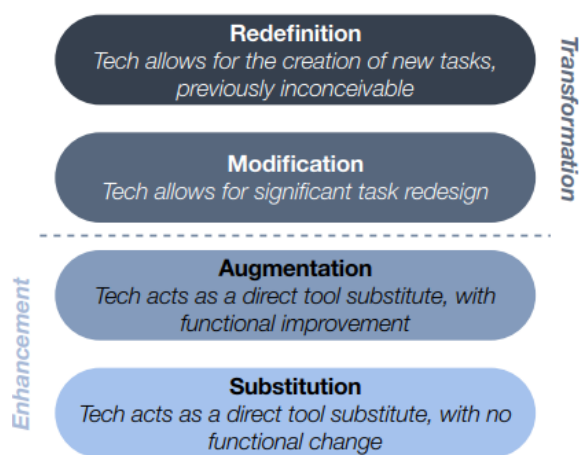 Redefinition
Tech allows for the creation of new tasks,
previously inconceivable
Transformation
Modification
Tech allows for significant task redesign
Augmentation
Tech acts as a direct tool substitute, with
functional improvement
Enhancement
Substitution
Tech acts as a direct tool substitute, with no
functional change